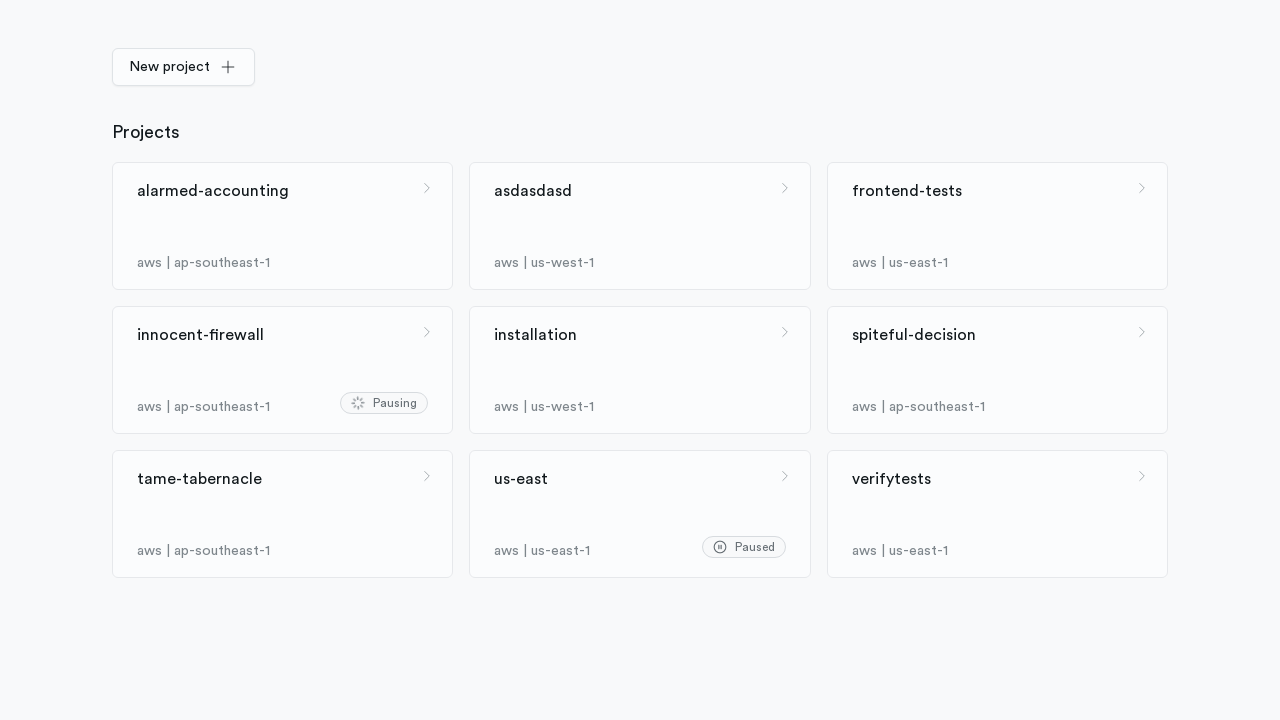 New project
Projects
alarmed-accounting
aws | ap-southeast-1
asdasdasd
aws | us-west-1
frontend-tests
aws | us-east-1
innocent-firewall
aws | ap-southeast-1
Pausing
installation
aws | us-west-1
spiteful-decision
aws | ap-southeast-1
tame-tabernacle
aws | ap-southeast-1
us-east
aws | us-east-1
Paused
verifytests
aws | us-east-1